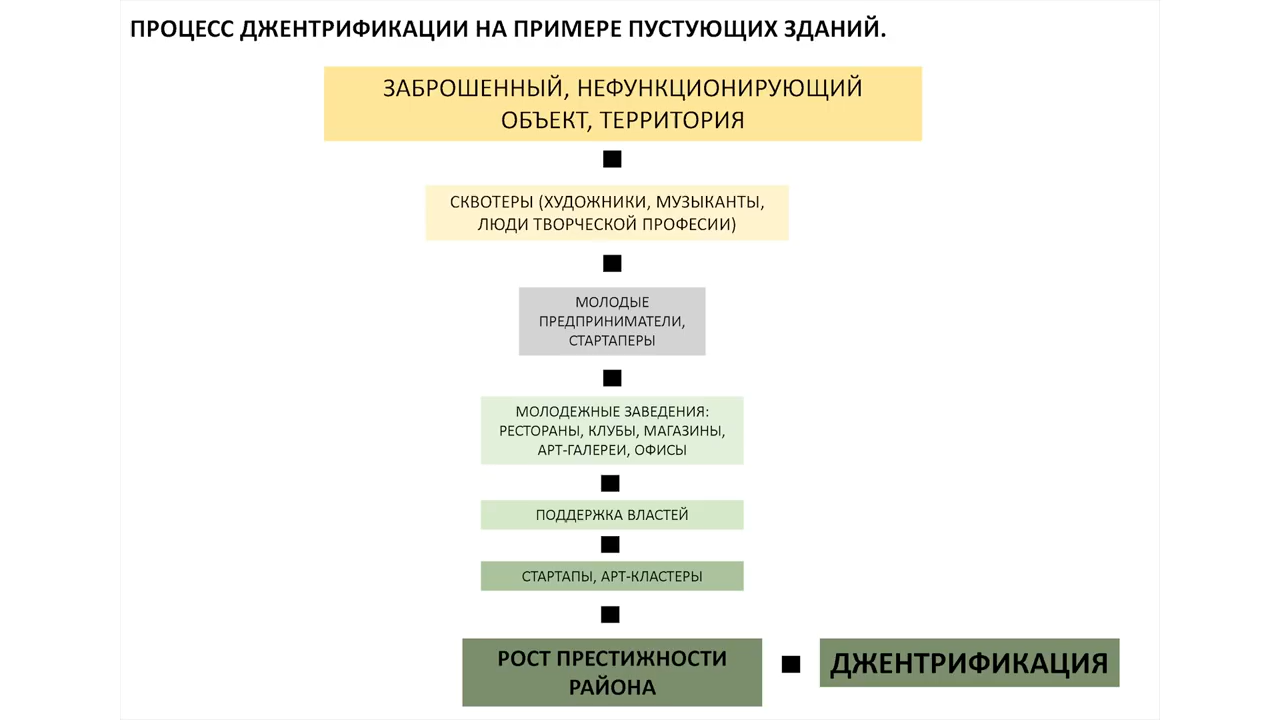 ПРОЦЕСС ДЖЕНТРИФИКАЦИИ НА ПРИМЕРЕ ПУСТУЮЩИХ ЗДАНИЙ.
ЗАБРОШЕННЫЙ, НЕФУНКЦИОНИРУЮЩИЙ
ОБЪЕКТ, ТЕРРИТОРИЯ
СКВОТЕРЫ (ХУДОЖНИКИ, МУЗЫКАНТЫ,
ЛЮДИ ТВОРЧЕСКОЙ ПРОФЕСИИ)
МОЛОДЫЕ
ПРЕДПРИНИМАТЕЛИ,
СТАРТАПЕРЫ
МОЛОДЕЖНЫЕ ЗАВЕДЕНИЯ:
РЕСТОРАНЫ, КЛУБЫ, МАГАЗИНЫ,
АРТ-ГАЛЕРЕИ, ОФИСЫ
ПОДДЕРЖКА ВЛАСТЕЙ
СТАРТАПЫ, АРТ-КЛАСТЕРЫ
РОСТ ПРЕСТИЖНОСТИ
РАЙОНА
ДЖЕНТРИФИКАЦИЯ